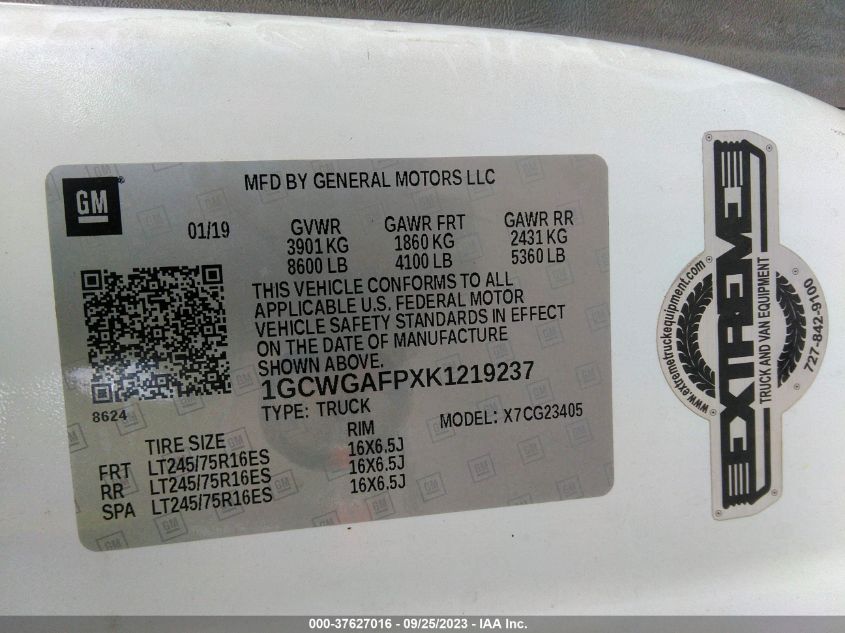 GM
MFD BY GENERAL MOTORS LLC
01/19
GVWR
3901 KG
8600 LB
GAWR FRT
1860 KG
4100 LB
GAWR RR
2431 KG
5360 LB
THIS VEHICLE CONFORMS TO ALL
APPLICABLE U.S. FEDERAL MOTOR
VEHICLE SAFETY STANDARDS IN EFFECT
ON THE DATE OF MANUFACTURE
SHOWN ABOVE.
1GCWGAFPXK1219237
8624
TYPE: TRUCK
MODEL: X7CG23405
TIRE SIZE
RIM
FRT LT245/75R16ES 16X6.5J
RR LT245/75R16ES 16X6.5J
SPA LT245/75R16ES 16X6.5J
www.extremetruckequipment.com
EXTREME
TRUCK AND VAN EQUIPMENT
727-842-9100
000-37627016 - 09/25/2023 - IAA Inc.